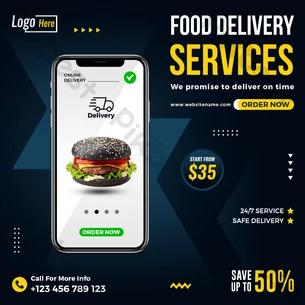 Logo Here
FOOD DELIVERY
SERVICES
We promise to deliver on time
www.websitename.com
ORDER NOW
ONLINE
DELIVERY
Delivery
START FROM
$35
ORDER NOW
24/7 SERVICE
SAFE DELIVERY
Call For More Info
+123 456 789 123
SAVE
UP TO
50%